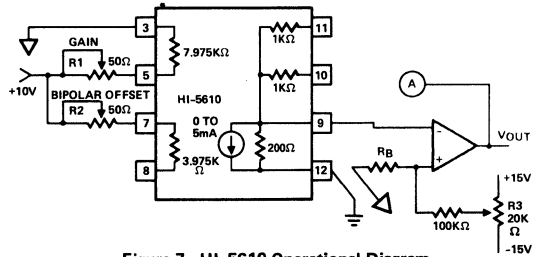 3
11
GAIN
7.975KΩ
1KΩ
R1
50Ω
5
10
+10V
BIPOLAR OFFSET
HI-5610
1KΩ
A
R2
50Ω
7
0 TO
5mA
9
-
VOUT
200Ω
RB
+
3.975K
Ω
8
12
+15V
R3
20K
Ω
100KΩ
-15V
Figure 7. HI-5610 Operational Diagram